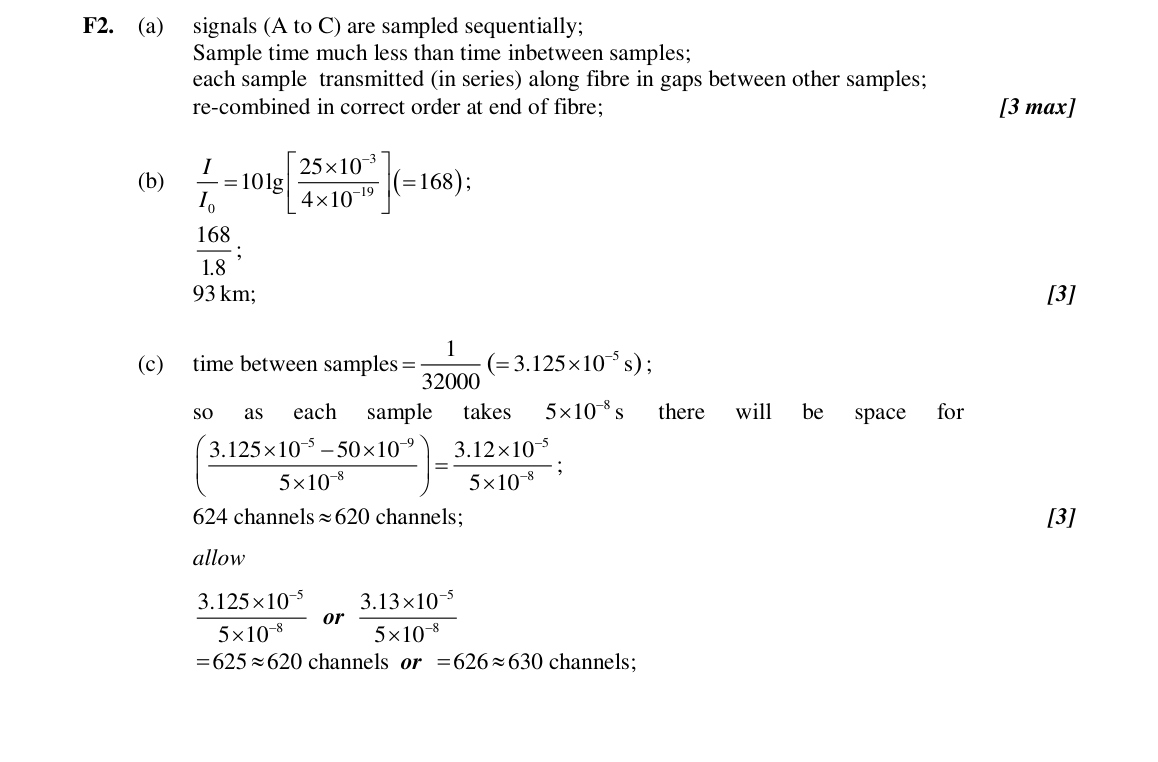 F2. (a) signals (A to C) are sampled sequentially;
Sample time much less than time inbetween samples;
each sample transmitted (in series) along fibre in gaps between other samples;
re-combined in correct order at end of fibre; [3 max]
(b) I/I₀ = 10 lg[25×10⁻³/4×10⁻¹⁹](=168);
168/1.8;
93 km; [3]
(c) time between samples = 1/32000 (= 3.125×10⁻⁵ s);
so as each sample takes 5×10⁻⁸ s there will be space for
(3.125×10⁻⁵ − 50×10⁻⁹/5×10⁻⁸) = 3.12×10⁻⁵/5×10⁻⁸;
624 channels ≈ 620 channels; [3]
allow
3.125×10⁻⁵/5×10⁻⁸ or 3.13×10⁻⁵/5×10⁻⁸
= 625 ≈ 620 channels or = 626 ≈ 630 channels;